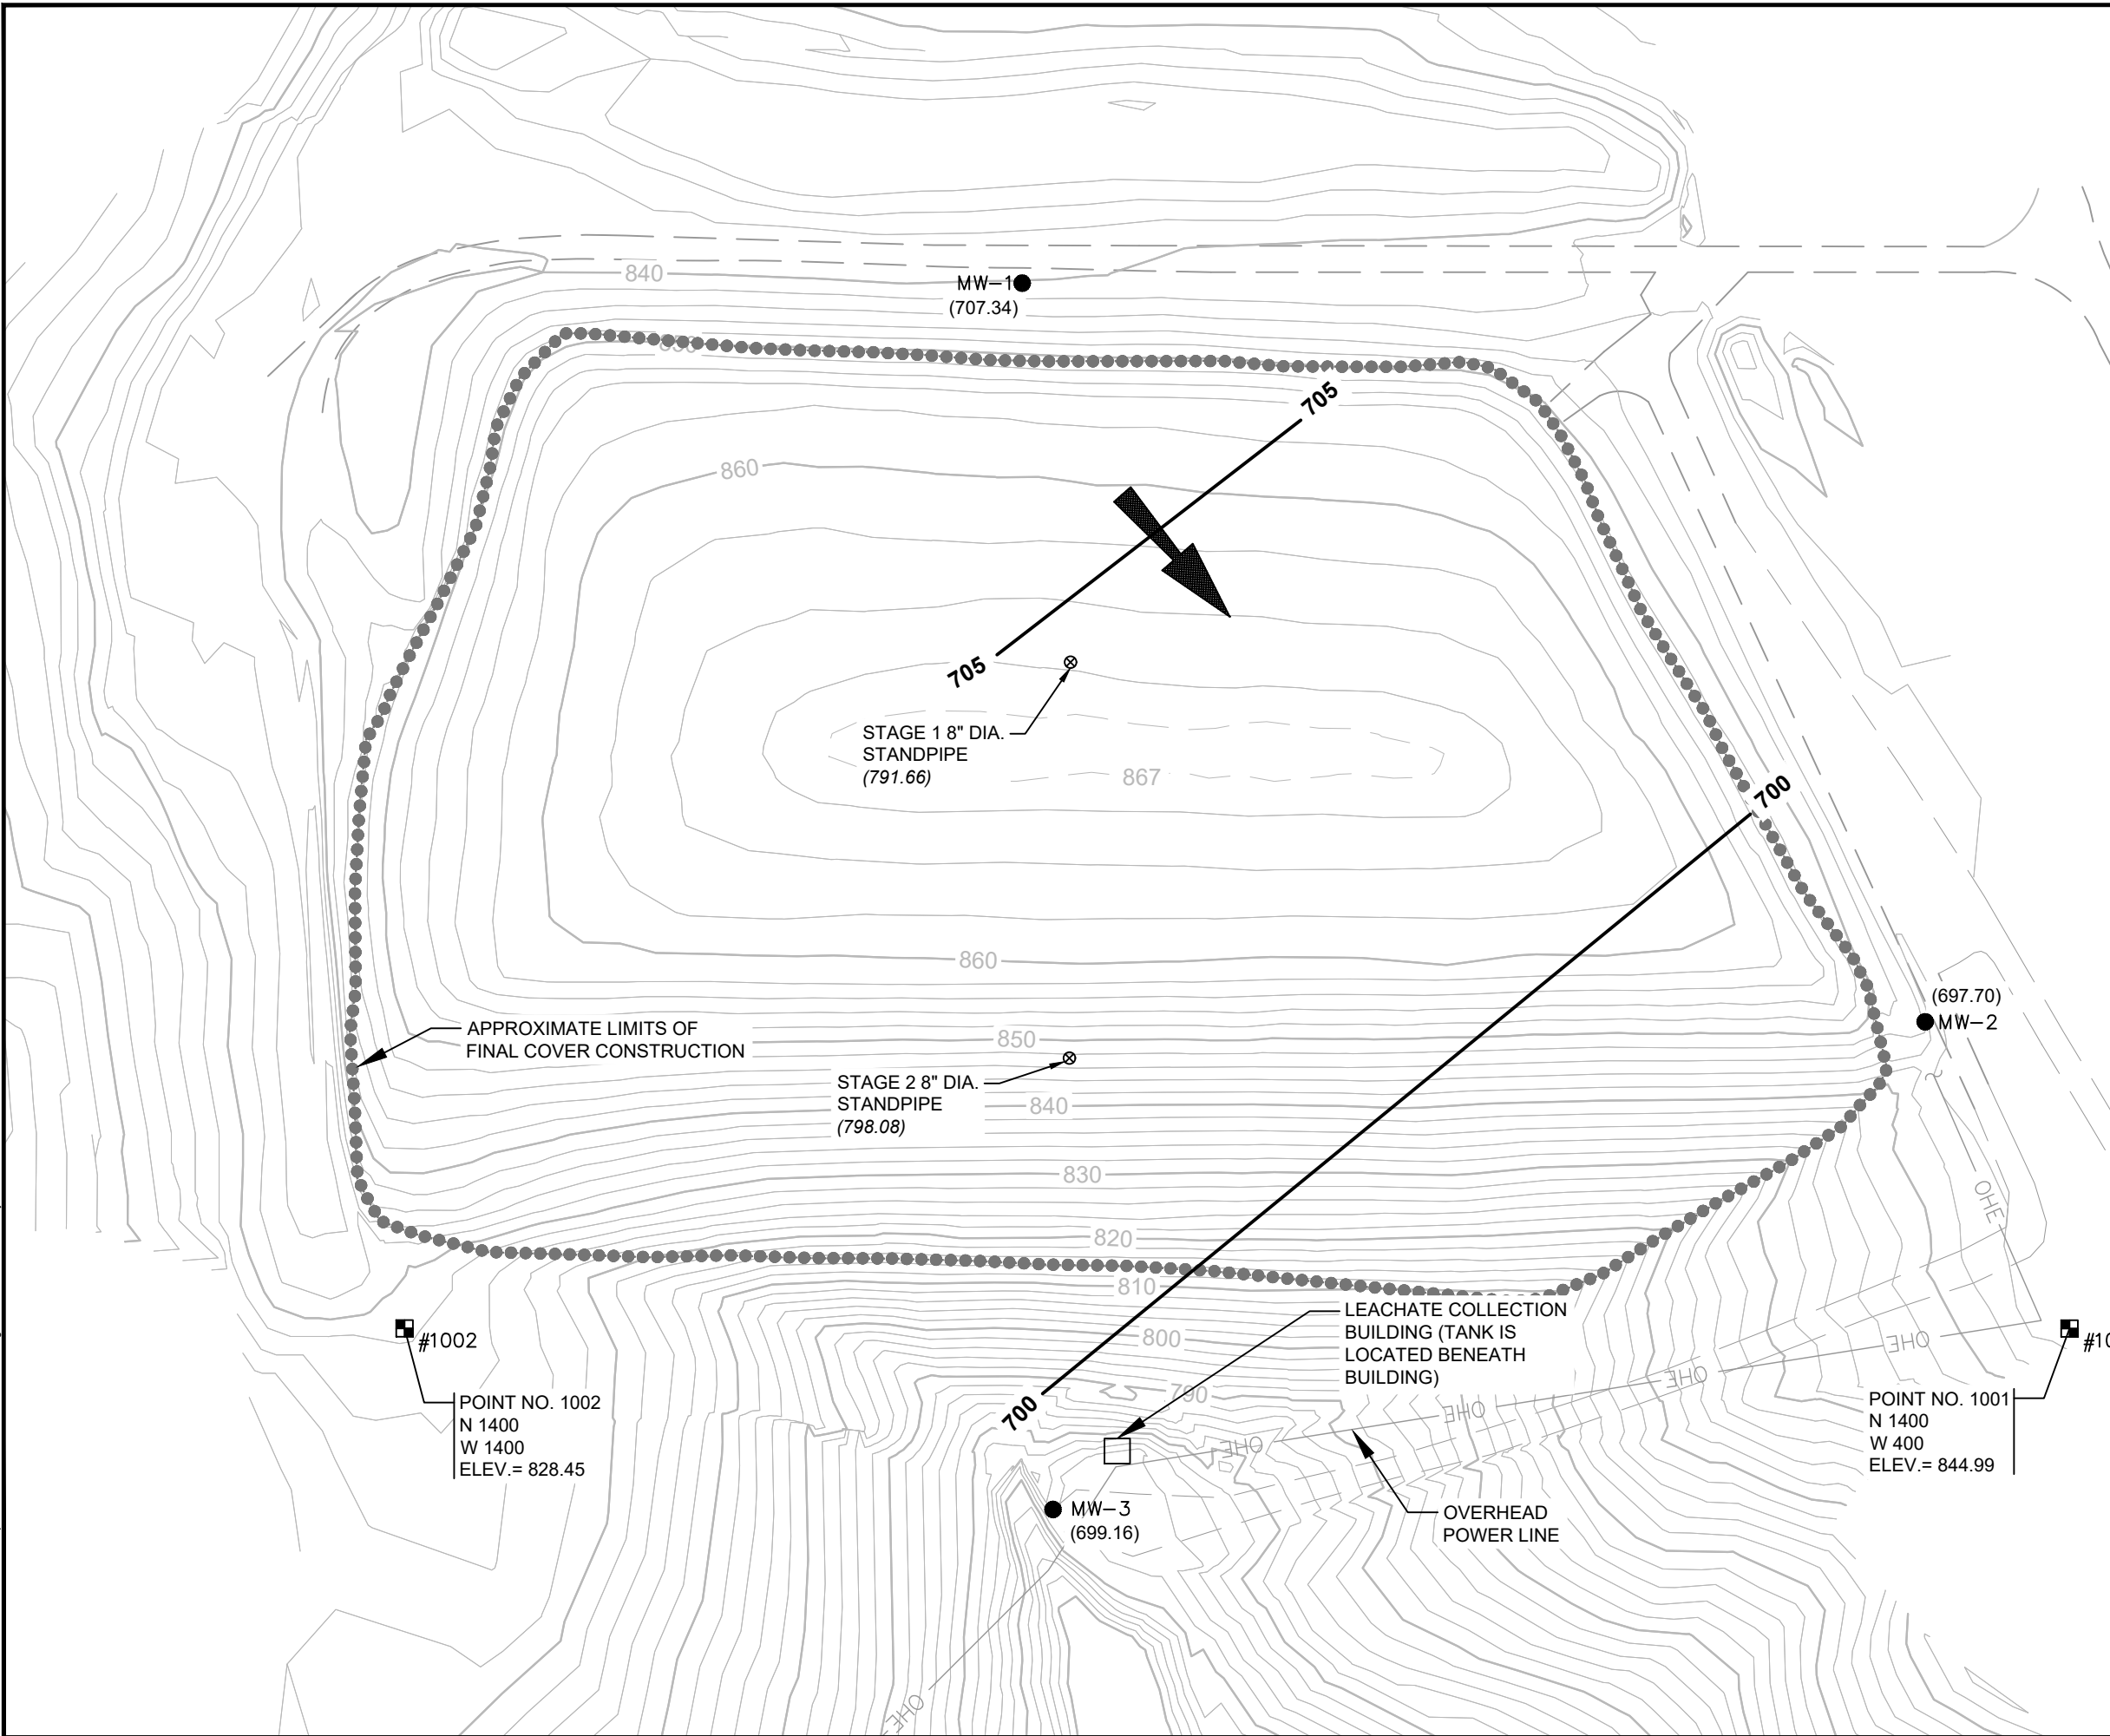 840
MW-1
(707.34)
705
860
705
STAGE 1 8" DIA.
STANDPIPE
(791.66)
867
700
860
(697.70)
MW-2
APPROXIMATE LIMITS OF
FINAL COVER CONSTRUCTION
850
STAGE 2 8" DIA.
STANDPIPE
(798.08)
840
830
OHE
820
810
LEACHATE COLLECTION
BUILDING (TANK IS
LOCATED BENEATH
BUILDING)
800
790
#1002
POINT NO. 1002
N 1400
W 1400
ELEV.= 828.45
OHE
OHE
OHE
OHE
POINT NO. 1001
N 1400
W 400
ELEV.= 844.99
700
MW-3
(699.16)
OVERHEAD
POWER LINE
OHE